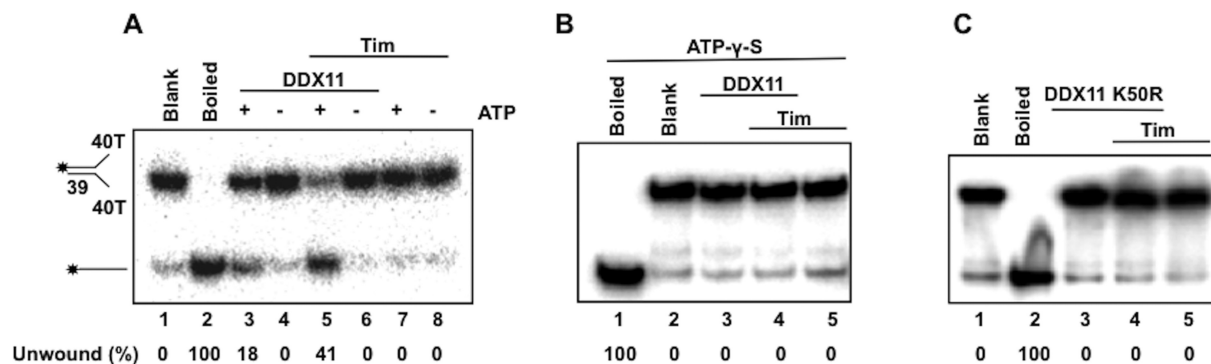 A
Tim
DDX11
Blank
Boiled
+ - + - + - ATP
40T
39
40T
1 2 3 4 5 6 7 8
Unwound (%) 0 100 18 0 41 0 0 0
B
ATP-γ-S
DDX11
Boiled
Blank
Tim
1 2 3 4 5
100 0 0 0 0
C
Blank
Boiled
DDX11 K50R
Tim
1 2 3 4 5
0 100 0 0 0